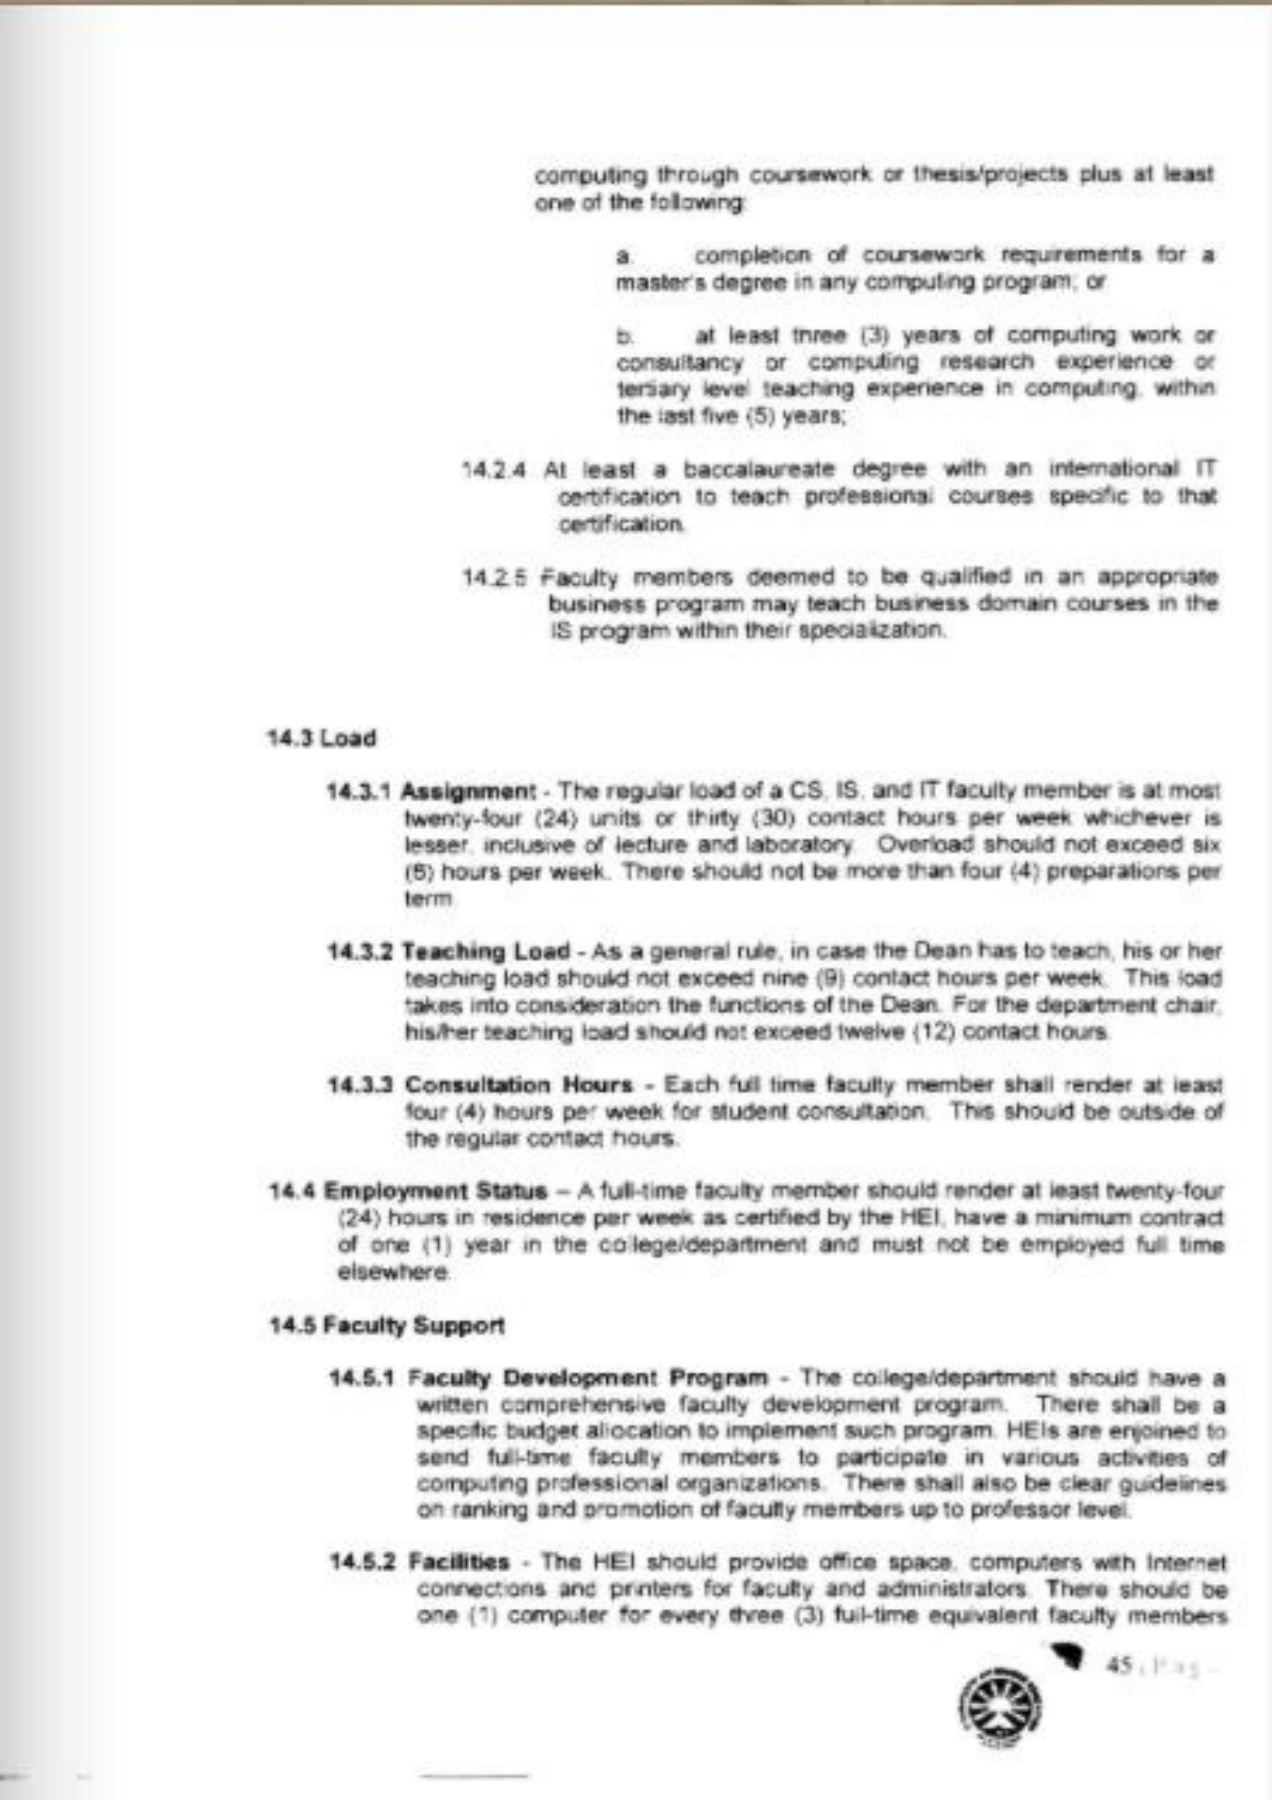 computing through coursework or thesis/projects plus at least
one of the following:
a. completion of coursework requirements for a
master's degree in any computing program; or
b. at least three (3) years of computing work or
consultancy or computing research experience or
tertiary level teaching experience in computing, within
the last five (5) years;
14.2.4 At least a baccalaureate degree with an international IT
certification to teach professional courses specific to that
certification.
14.2.5 Faculty members deemed to be qualified in an appropriate
business program may teach business domain courses in the
IS program within their specialization.
14.3 Load
14.3.1 Assignment - The regular load of a CS, IS, and IT faculty member is at most
twenty-four (24) units or thirty (30) contact hours per week whichever is
lesser, inclusive of lecture and laboratory. Overload should not exceed six
(6) hours per week. There should not be more than four (4) preparations per
term.
14.3.2 Teaching Load - As a general rule, in case the Dean has to teach, his or her
teaching load should not exceed nine (9) contact hours per week. This load
takes into consideration the functions of the Dean. For the department chair,
his/her teaching load should not exceed twelve (12) contact hours.
14.3.3 Consultation Hours - Each full time faculty member shall render at least
four (4) hours per week for student consultation. This should be outside of
the regular contact hours.
14.4 Employment Status – A full-time faculty member should render at least twenty-four
(24) hours in residence per week as certified by the HEI, have a minimum contract
of one (1) year in the college/department and must not be employed full time
elsewhere.
14.5 Faculty Support
14.5.1 Faculty Development Program - The college/department should have a
written comprehensive faculty development program. There shall be a
specific budget allocation to implement such program. HEIs are enjoined to
send full-time faculty members to participate in various activities of
computing professional organizations. There shall also be clear guidelines
on ranking and promotion of faculty members up to professor level.
14.5.2 Facilities - The HEI should provide office space, computers with Internet
connections and printers for faculty and administrators. There should be
one (1) computer for every three (3) full-time equivalent faculty members
45